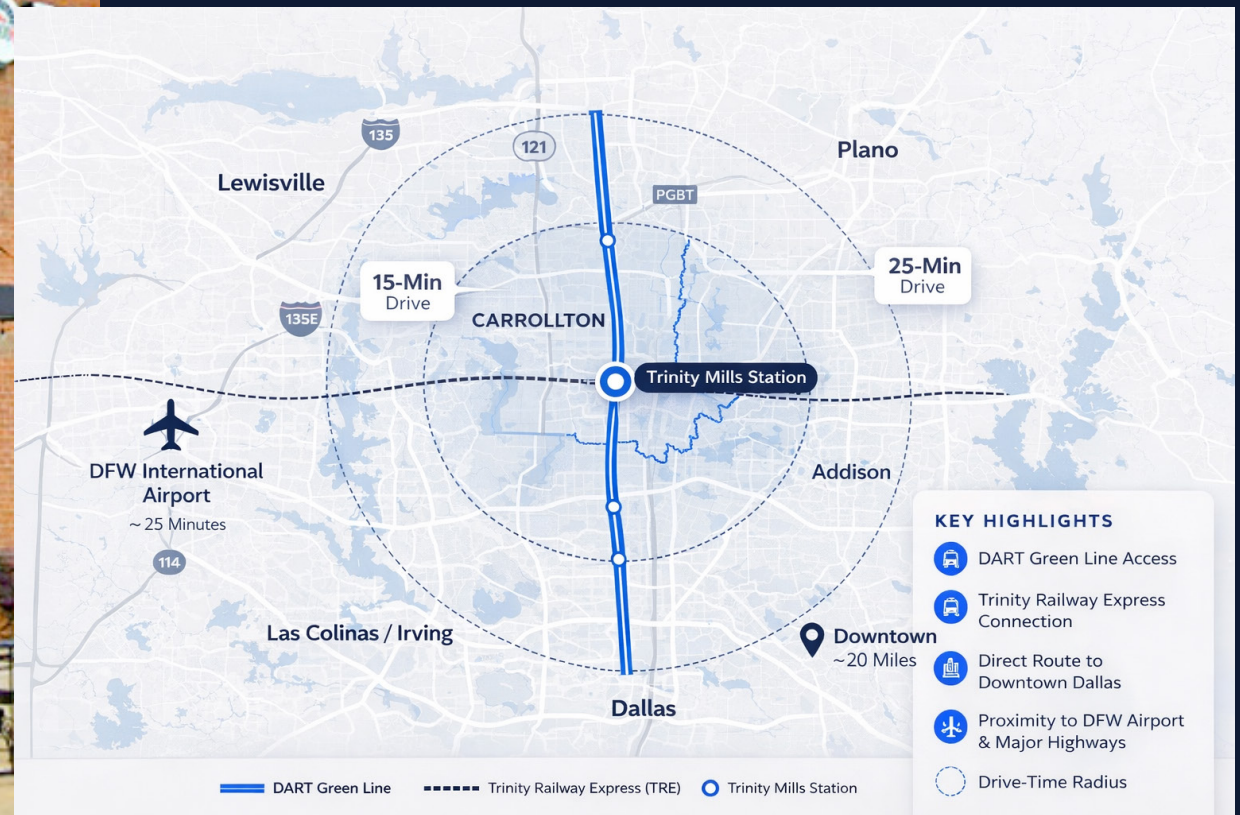 135
121
Plano
Lewisville
PGBT
15-Min
Drive
25-Min
Drive
135E
CARROLLTON
Trinity Mills Station
DFW International
Airport
~ 25 Minutes
Addison
114
Las Colinas / Irving
Downtown
~20 Miles
Dallas
KEY HIGHLIGHTS
DART Green Line Access
Trinity Railway Express
Connection
Direct Route to
Downtown Dallas
Proximity to DFW Airport
& Major Highways
Drive-Time Radius
DART Green Line
Trinity Railway Express (TRE)
Trinity Mills Station